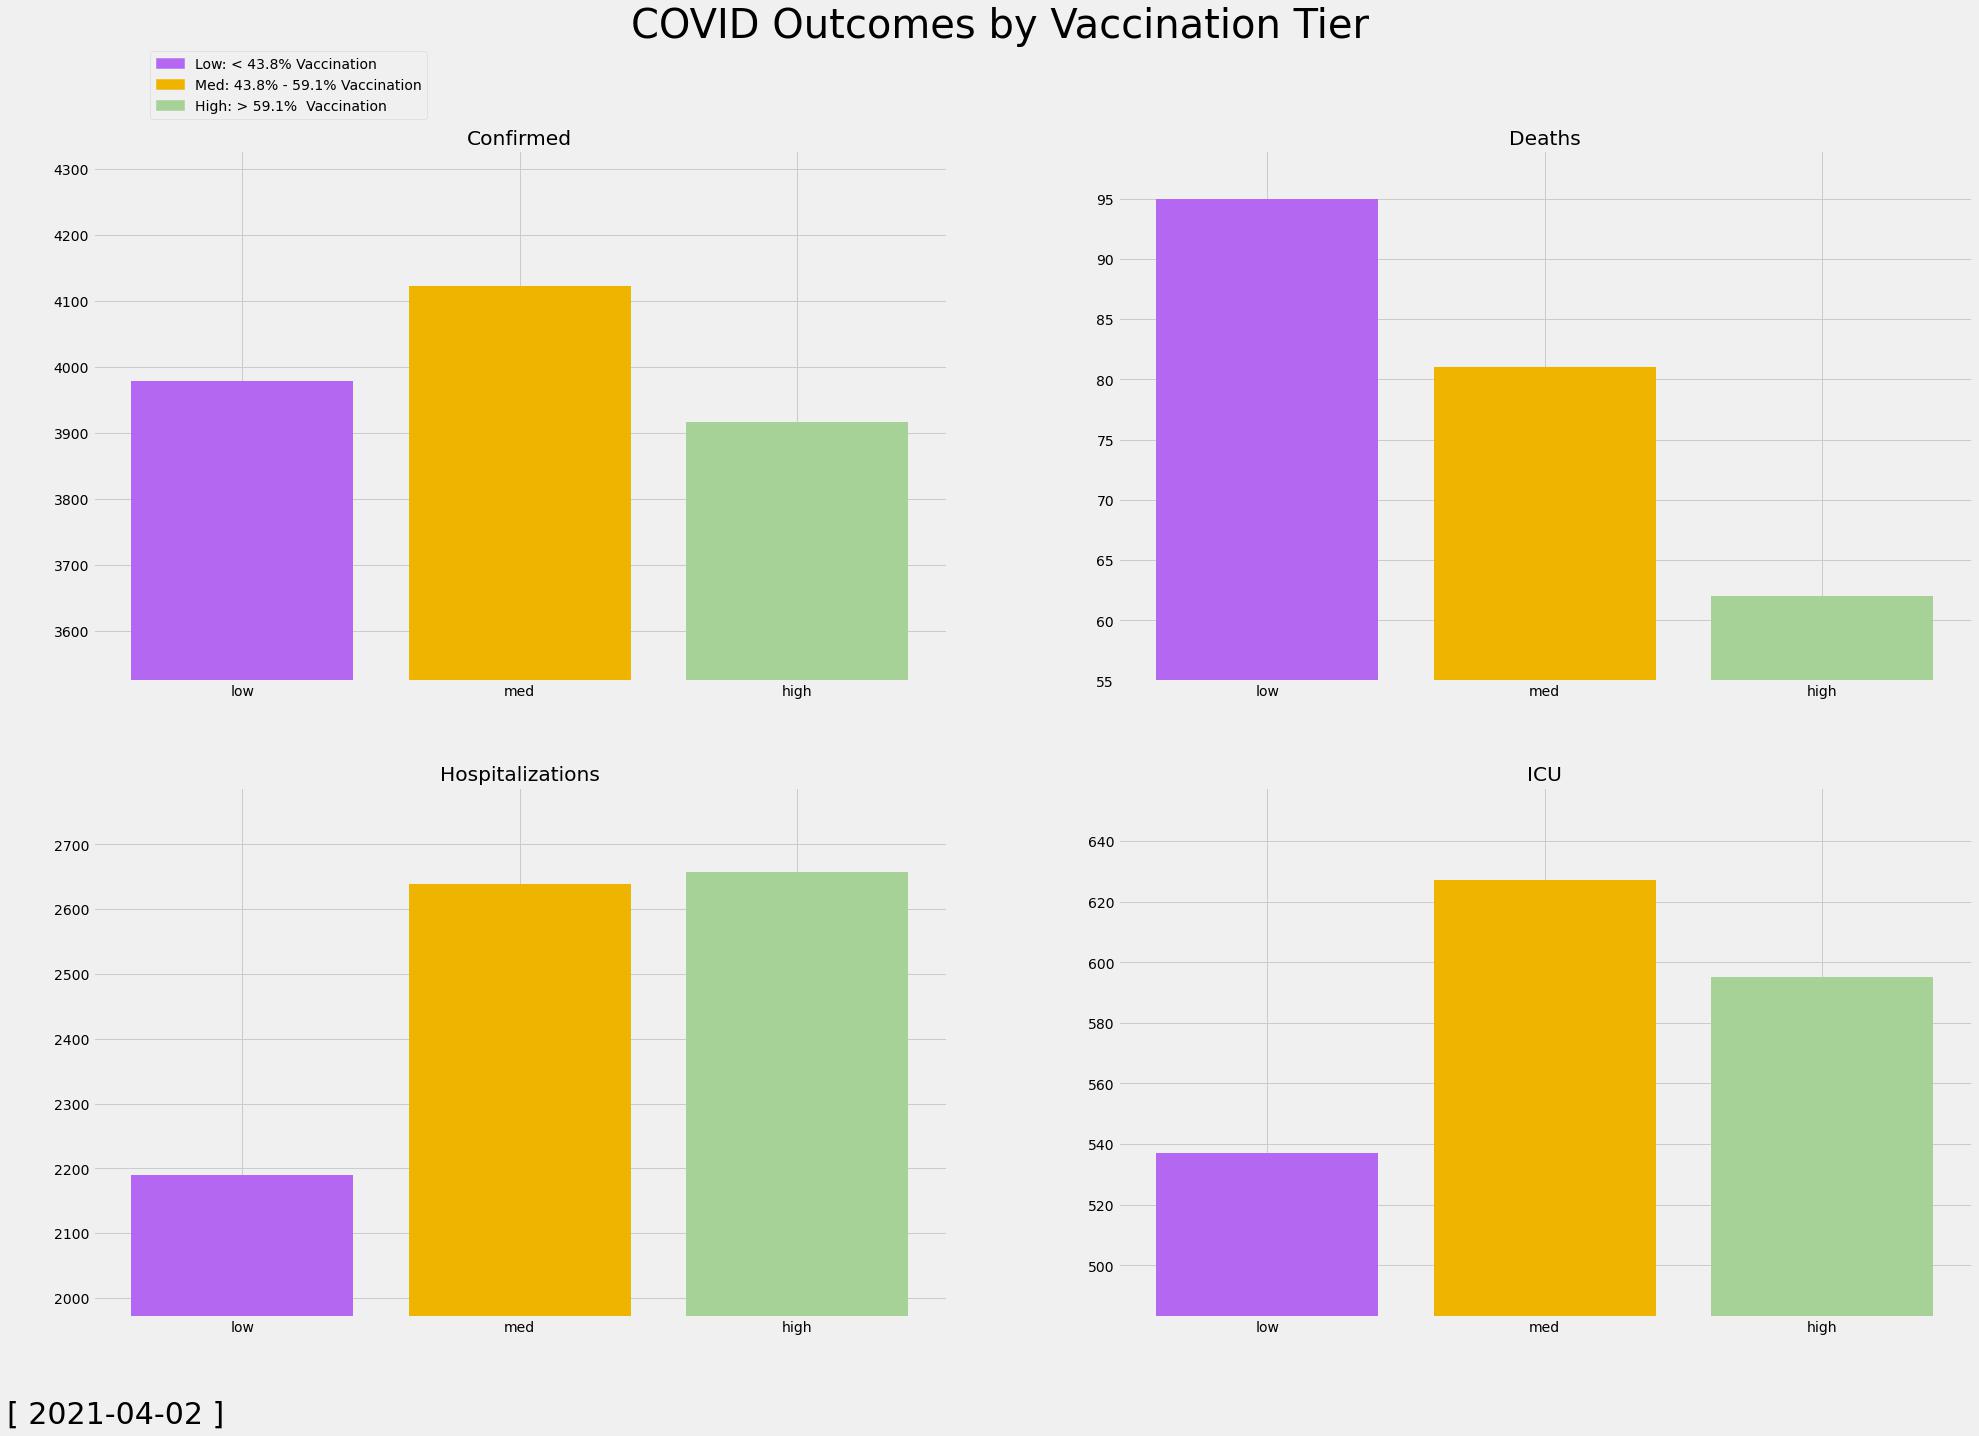 COVID Outcomes by Vaccination Tier
Low: < 43.8% Vaccination
Med: 43.8% - 59.1% Vaccination
High: > 59.1%  Vaccination
Confirmed
4300
4200
4100
4000
3900
3800
3700
3600
low med high
Deaths
95
90
85
80
75
70
65
60
55
low med high
Hospitalizations
2700
2600
2500
2400
2300
2200
2100
2000
low med high
ICU
640
620
600
580
560
540
520
500
low med high
[ 2021-04-02 ]